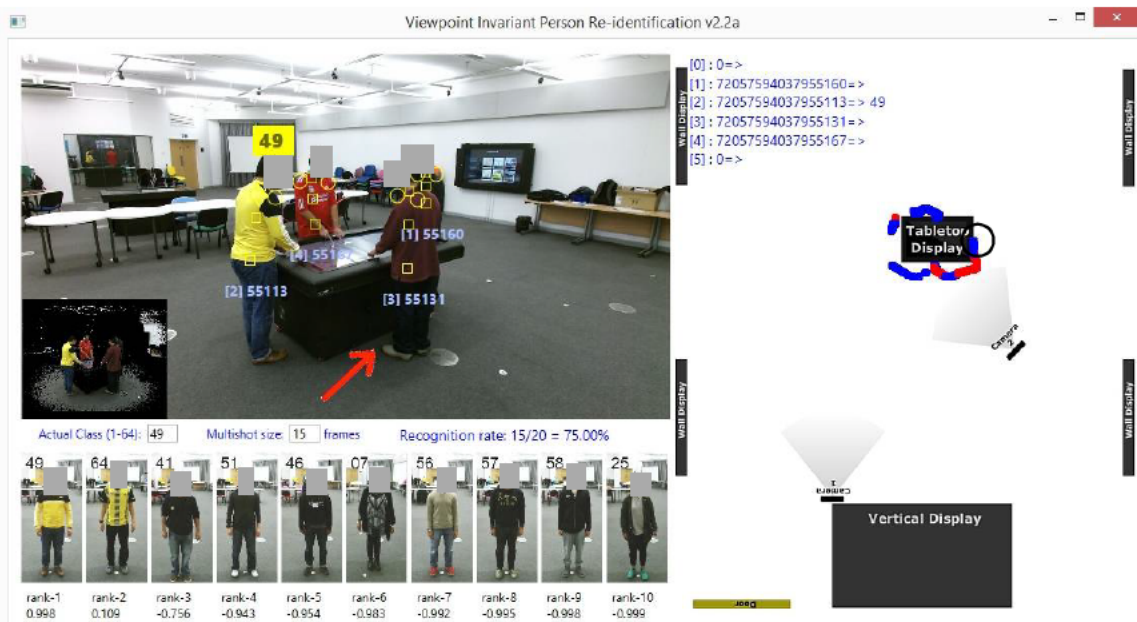 Viewpoint Invariant Person Re-identification v2.2a
49
[1] 55160
[2] 55113
[3] 55131
Actual Class (1-64): 49 Multishot size: 15 frames Recognition rate: 15/20 = 75.00%
49 64 41 51 46 07 56 57 58 25
rank-1 rank-2 rank-3 rank-4 rank-5 rank-6 rank-7 rank-8 rank-9 rank-10
0.998 0.109 -0.756 -0.943 -0.954 -0.983 -0.992 -0.995 -0.998 -0.999
[0] : 0=>
[1] : 72057594037955160=>
[2] : 72057594037955113=> 49
[3] : 72057594037955131=>
[4] : 72057594037955167=>
[5] : 0=>
Wall Display
Wall Display
Tabletop
Display
Camera
2
Wall Display
Wall Display
Camera
1
Vertical Display
Door